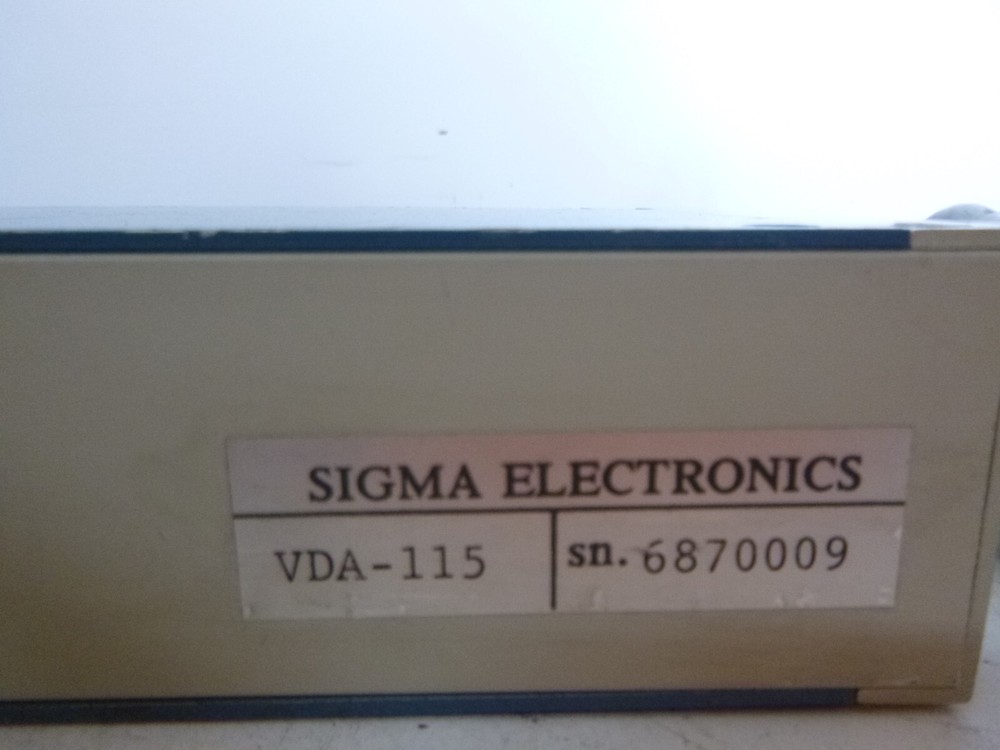 SIGMA ELECTRONICS
VDA-115
sn. 6870009